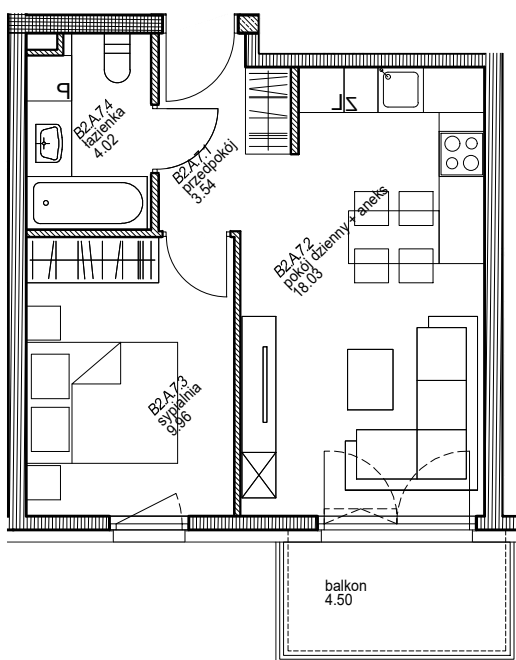 P
B2.A.7.4
łazienka
4.02
B2.A.7.1
przedpokój
3.54
ZL
B2.A.7.2
pokój dzienny + aneks
18.03
B2.A.7.3
sypialnia
9.96
balkon
4.50